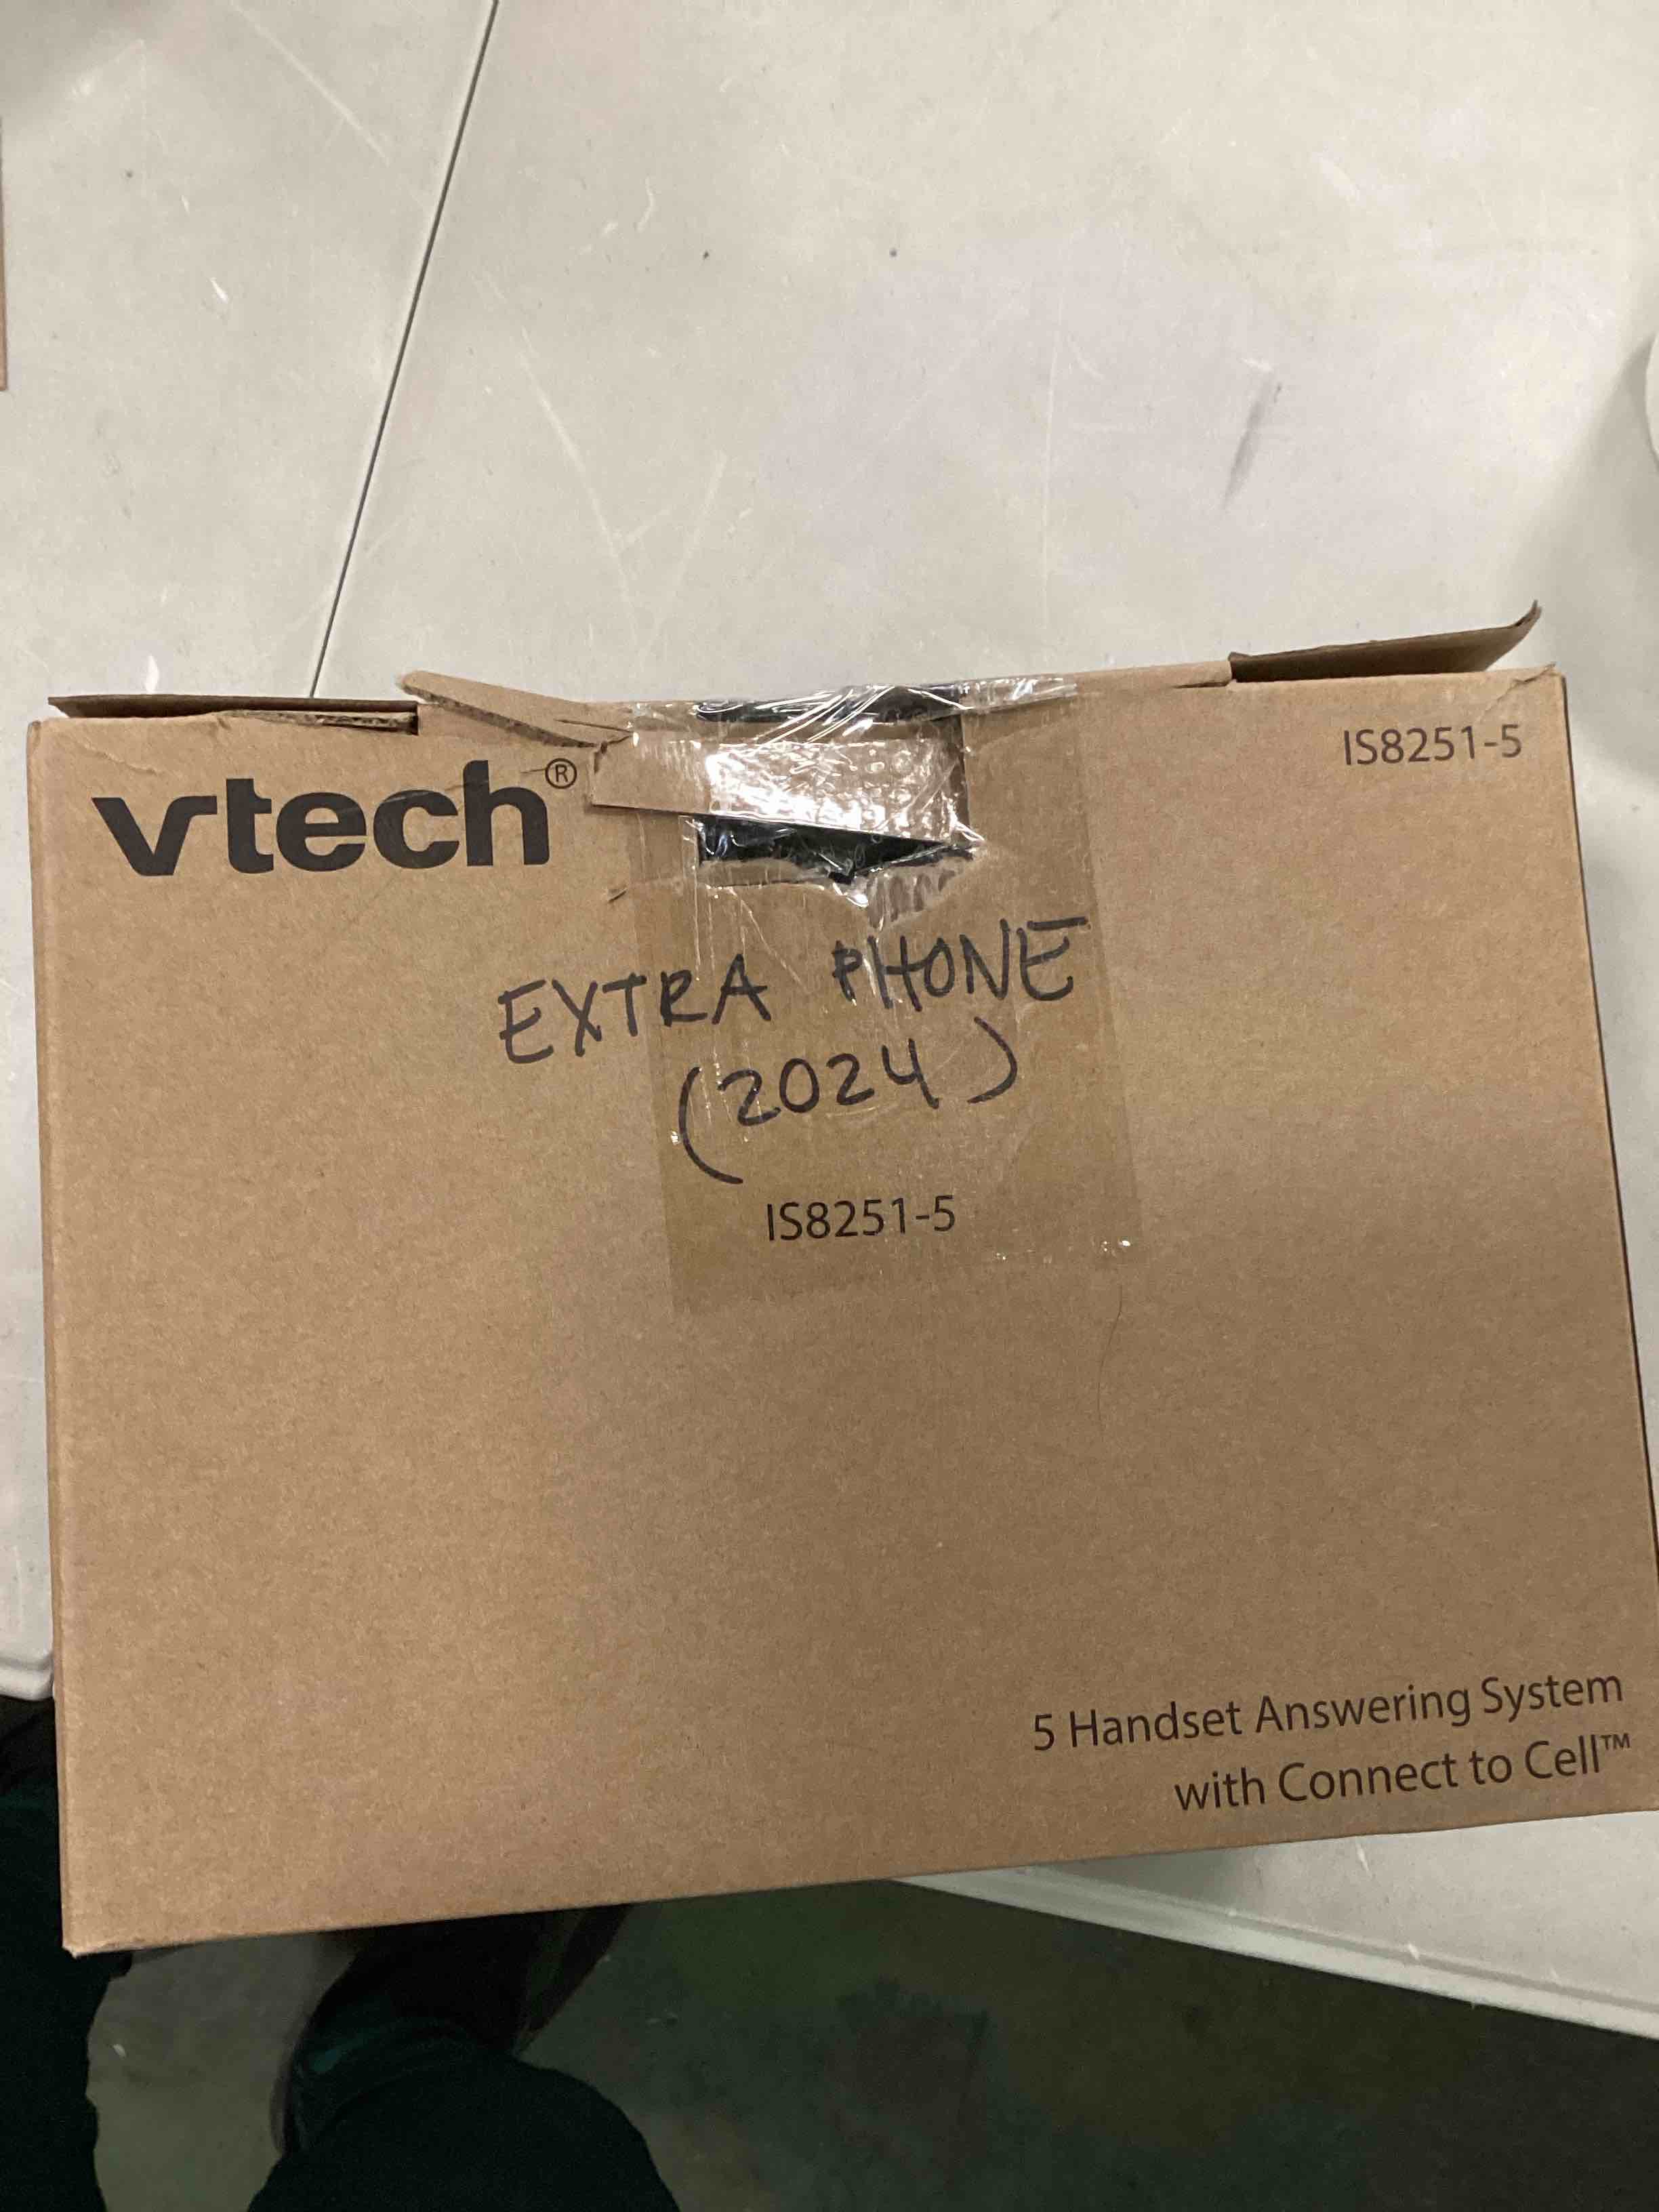 vtech®
IS8251-5
EXTRA PHONE
(2024)
IS8251-5
5 Handset Answering System
with Connect to Cell™